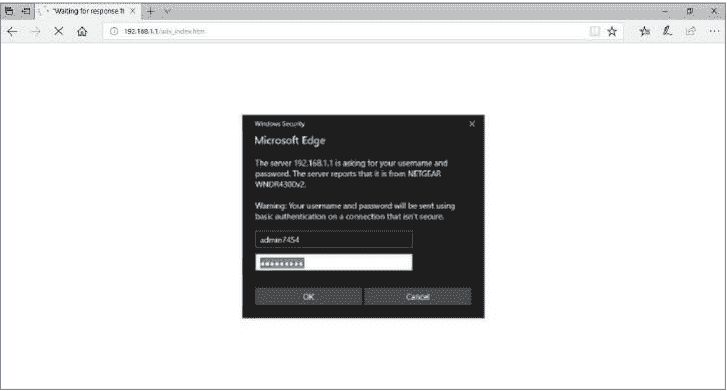 "Waiting for response f
192.168.1.1/adv_index.htm
Windows Security
Microsoft Edge
The server 192.168.1.1 is asking for your username and
password. The server reports that it is from NETGEAR
WNDR4300v2.
Warning: Your username and password will be sent using
basic authentication on a connection that isn't secure.
admin7454
OK
Cancel